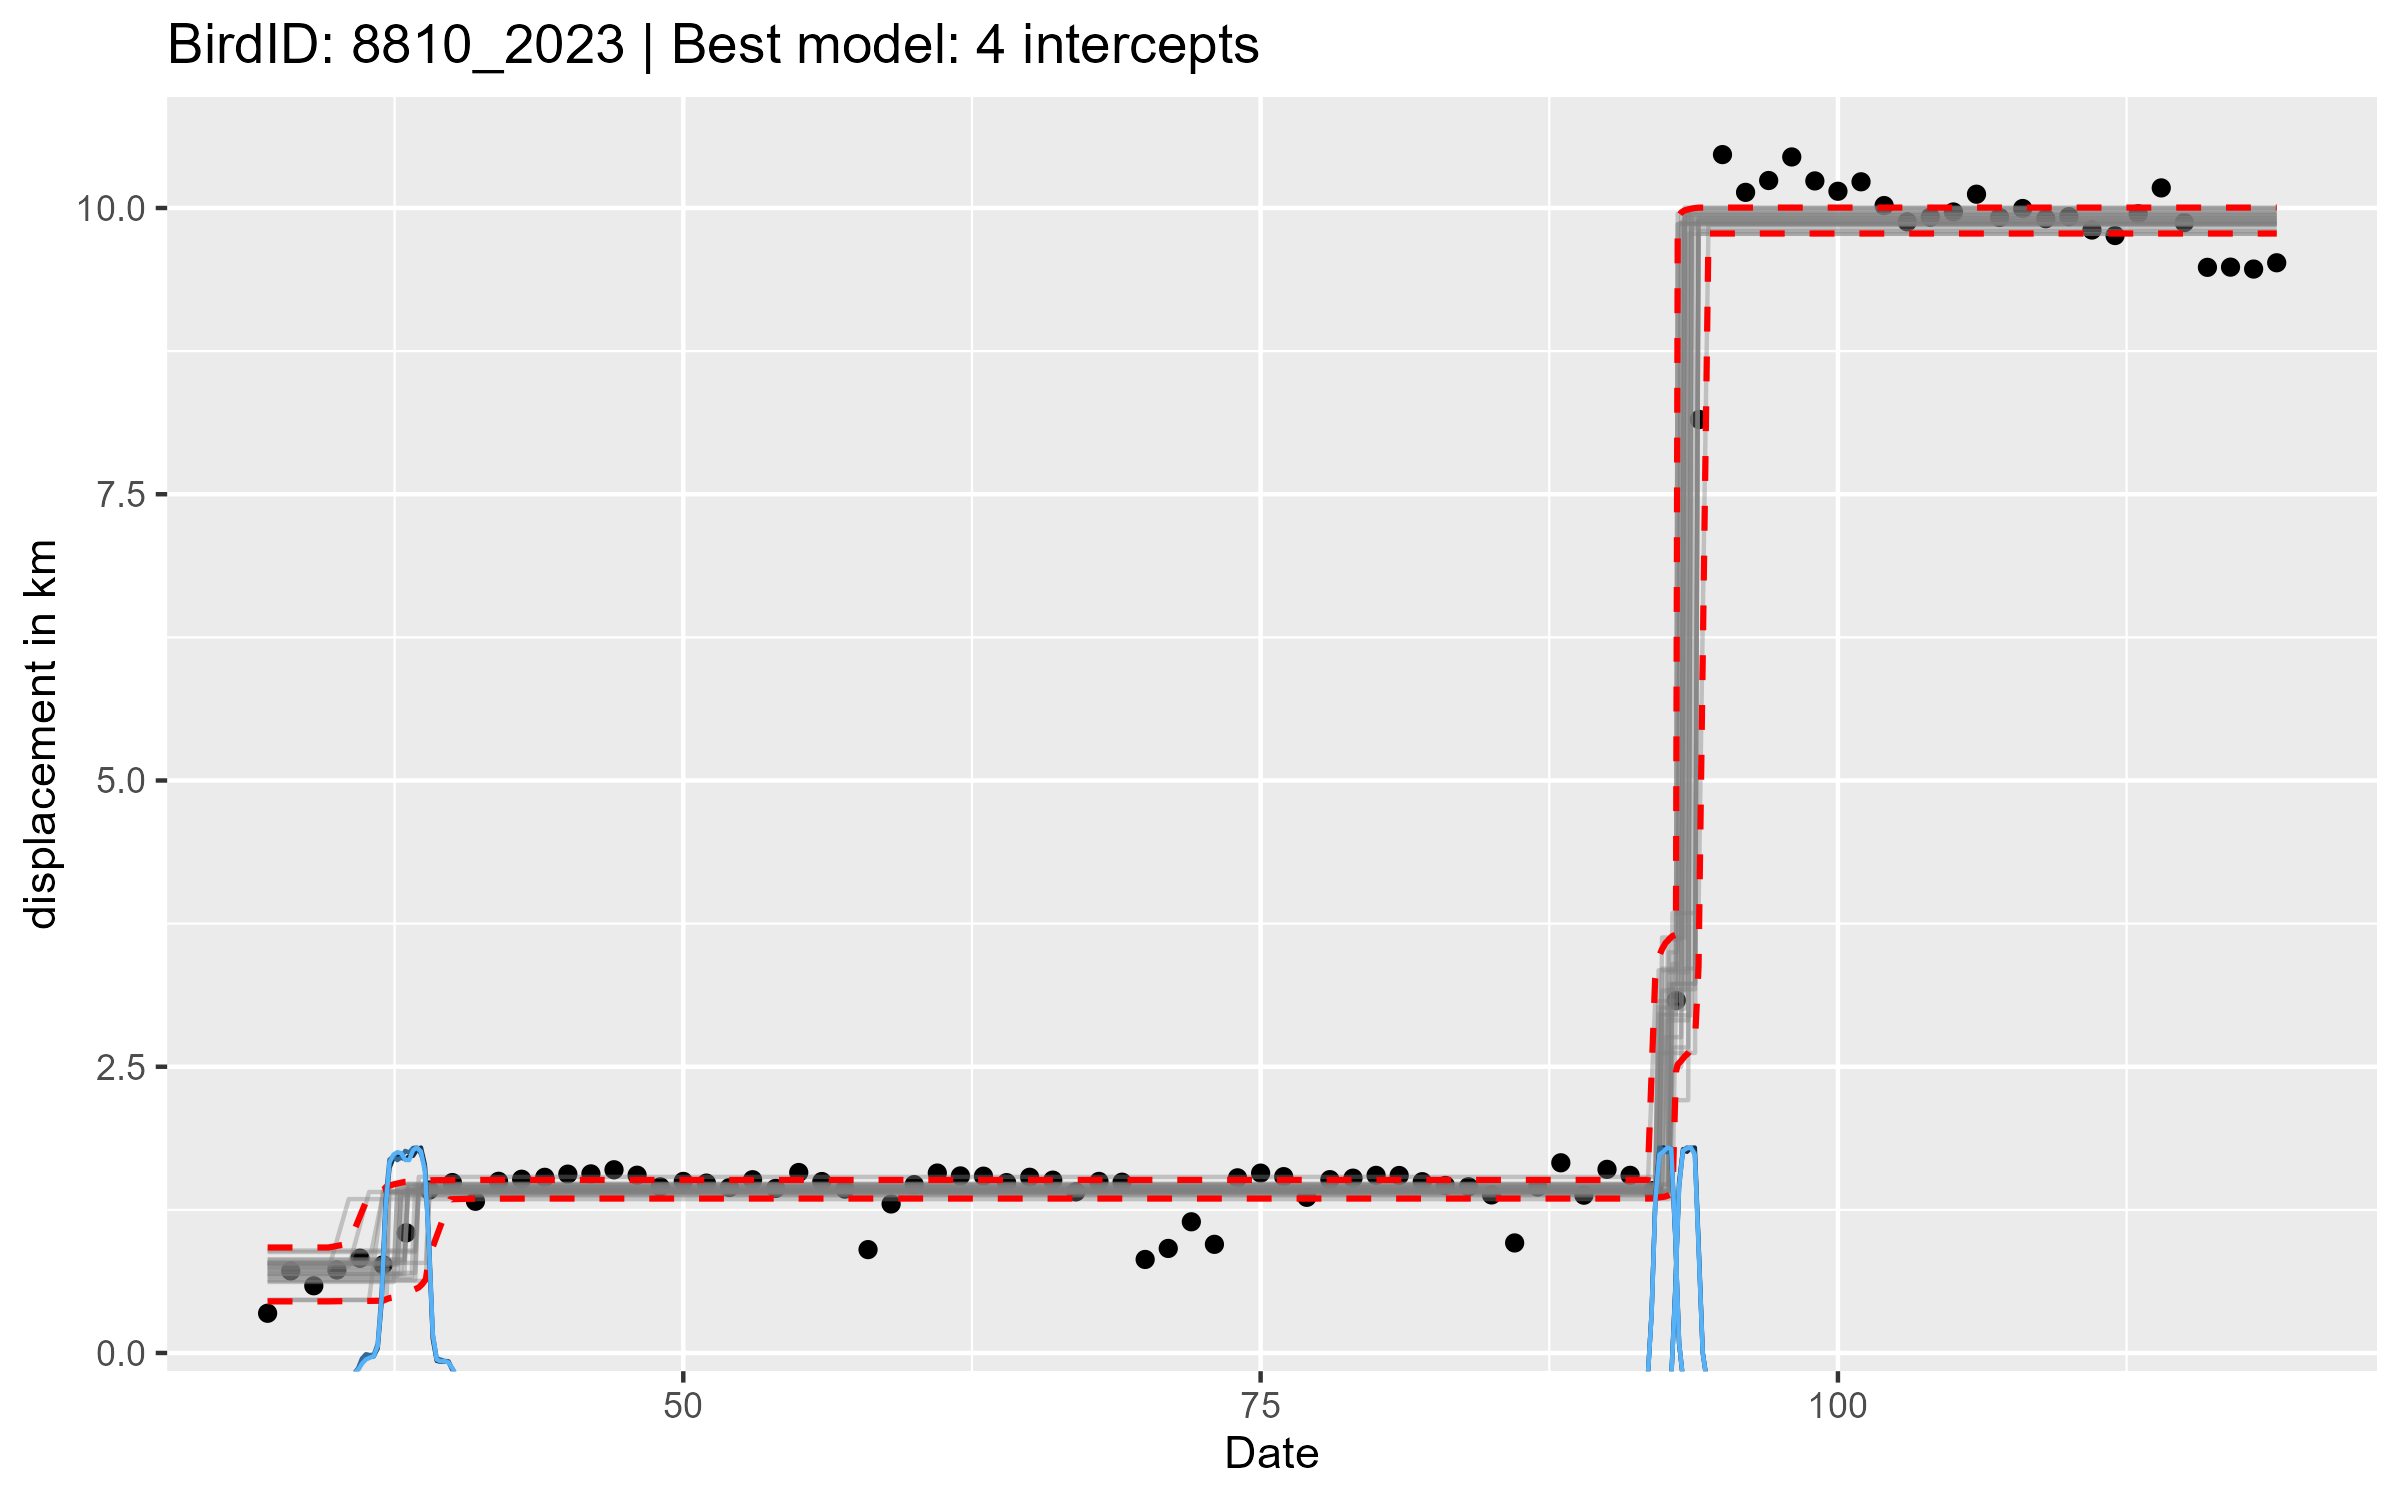 BirdID: 8810_2023 | Best model: 4 intercepts
displacement in km
10.0
7.5
5.0
2.5
0.0
50 75 100
Date